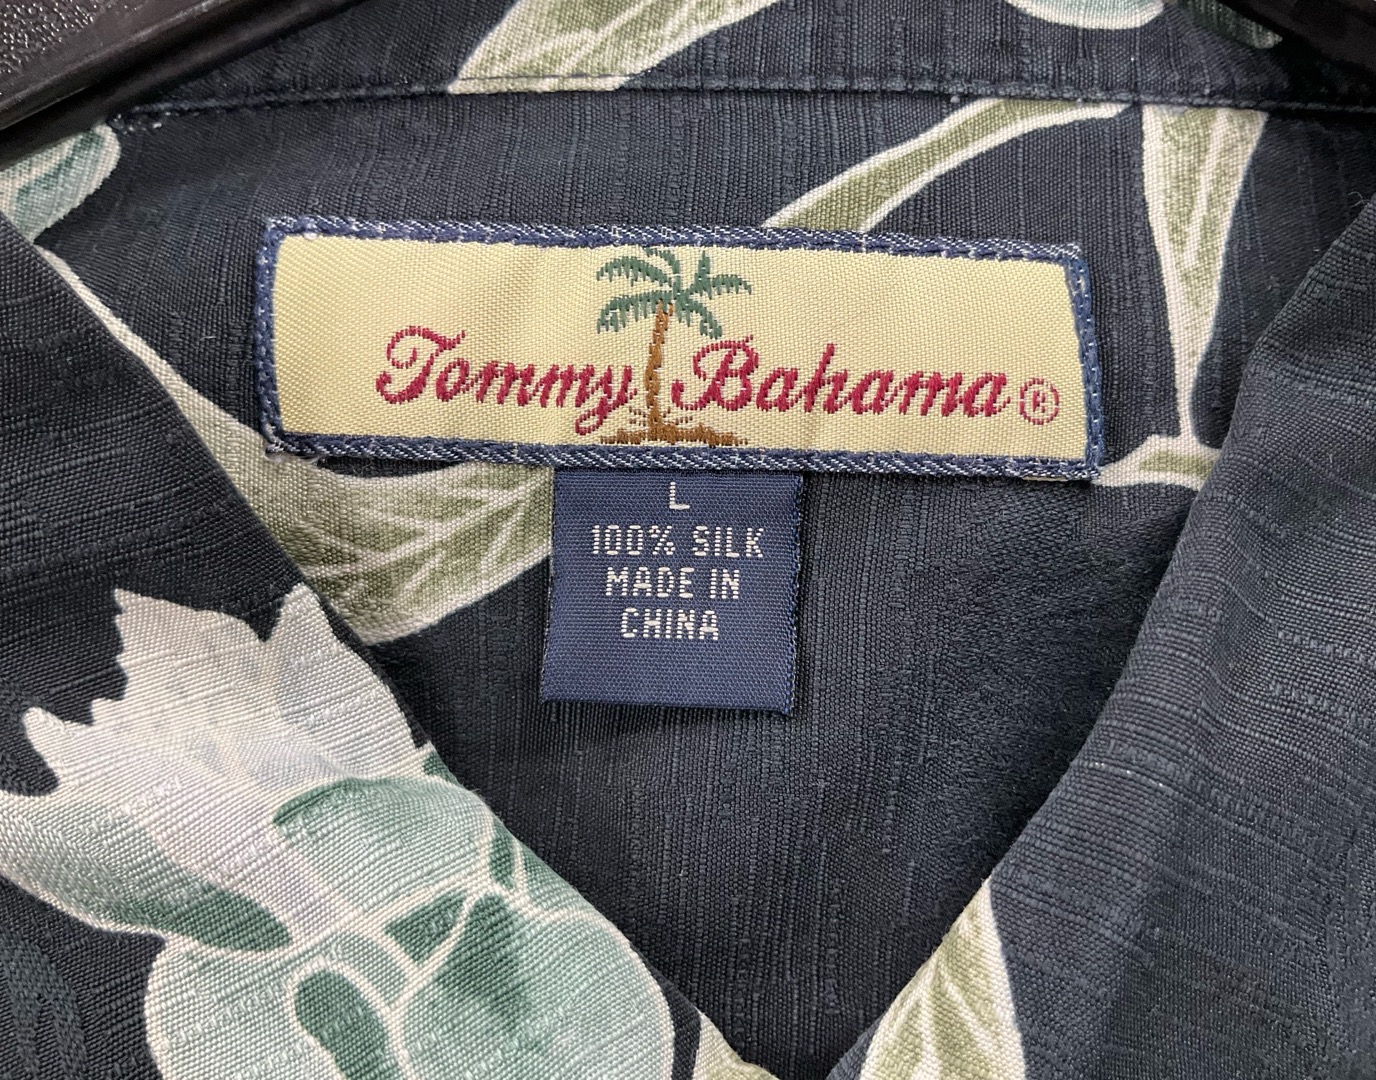 Tommy Bahama®
L
100% SILK
MADE IN
CHINA